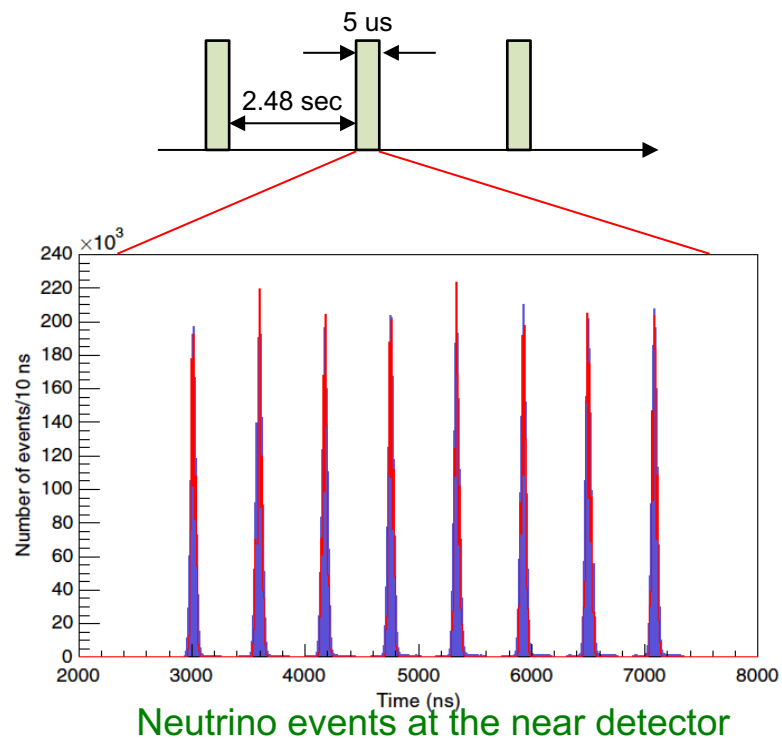 5 us
2.48 sec
×10³
240
220
200
180
160
140
120
100
80
60
40
20
0
Number of events/10 ns
2000 3000 4000 5000 6000 7000 8000
Time (ns)
Neutrino events at the near detector